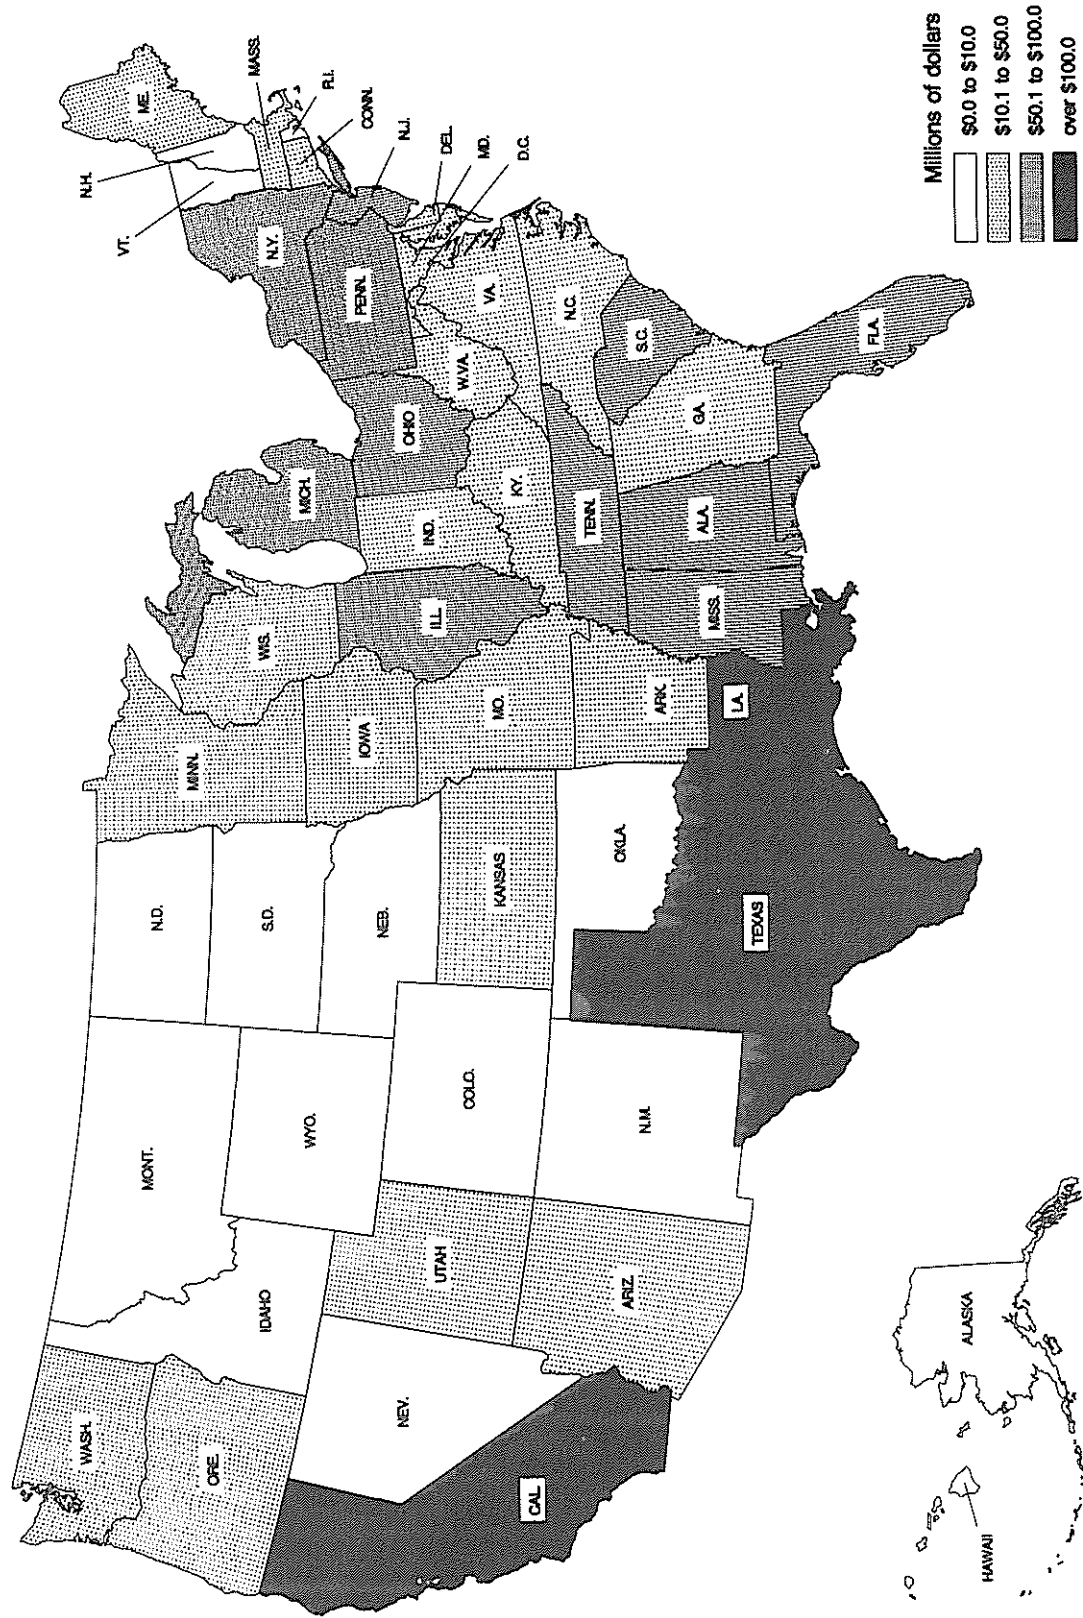 WASH.
ORE.
CAL.
NEV.
IDAHO
MONT.
WYO.
UTAH
ARIZ.
COLO.
N.M.
N.D.
S.D.
NEB.
KANSAS
OKLA.
TEXAS
MINN.
IOWA
MO.
ARK.
LA.
WIS.
ILL.
MICH.
IND.
OHIO
KY.
TENN.
MISS.
ALA.
GA.
FLA.
S.C.
N.C.
VA.
W.VA.
PENN.
N.Y.
VT.
N.H.
ME.
MASS.
R.I.
CONN.
N.J.
DEL.
MD.
D.C.
ALASKA
HAWAII
Millions of dollars
$0.0 to $10.0
$10.1 to $50.0
$50.1 to $100.0
over $100.0